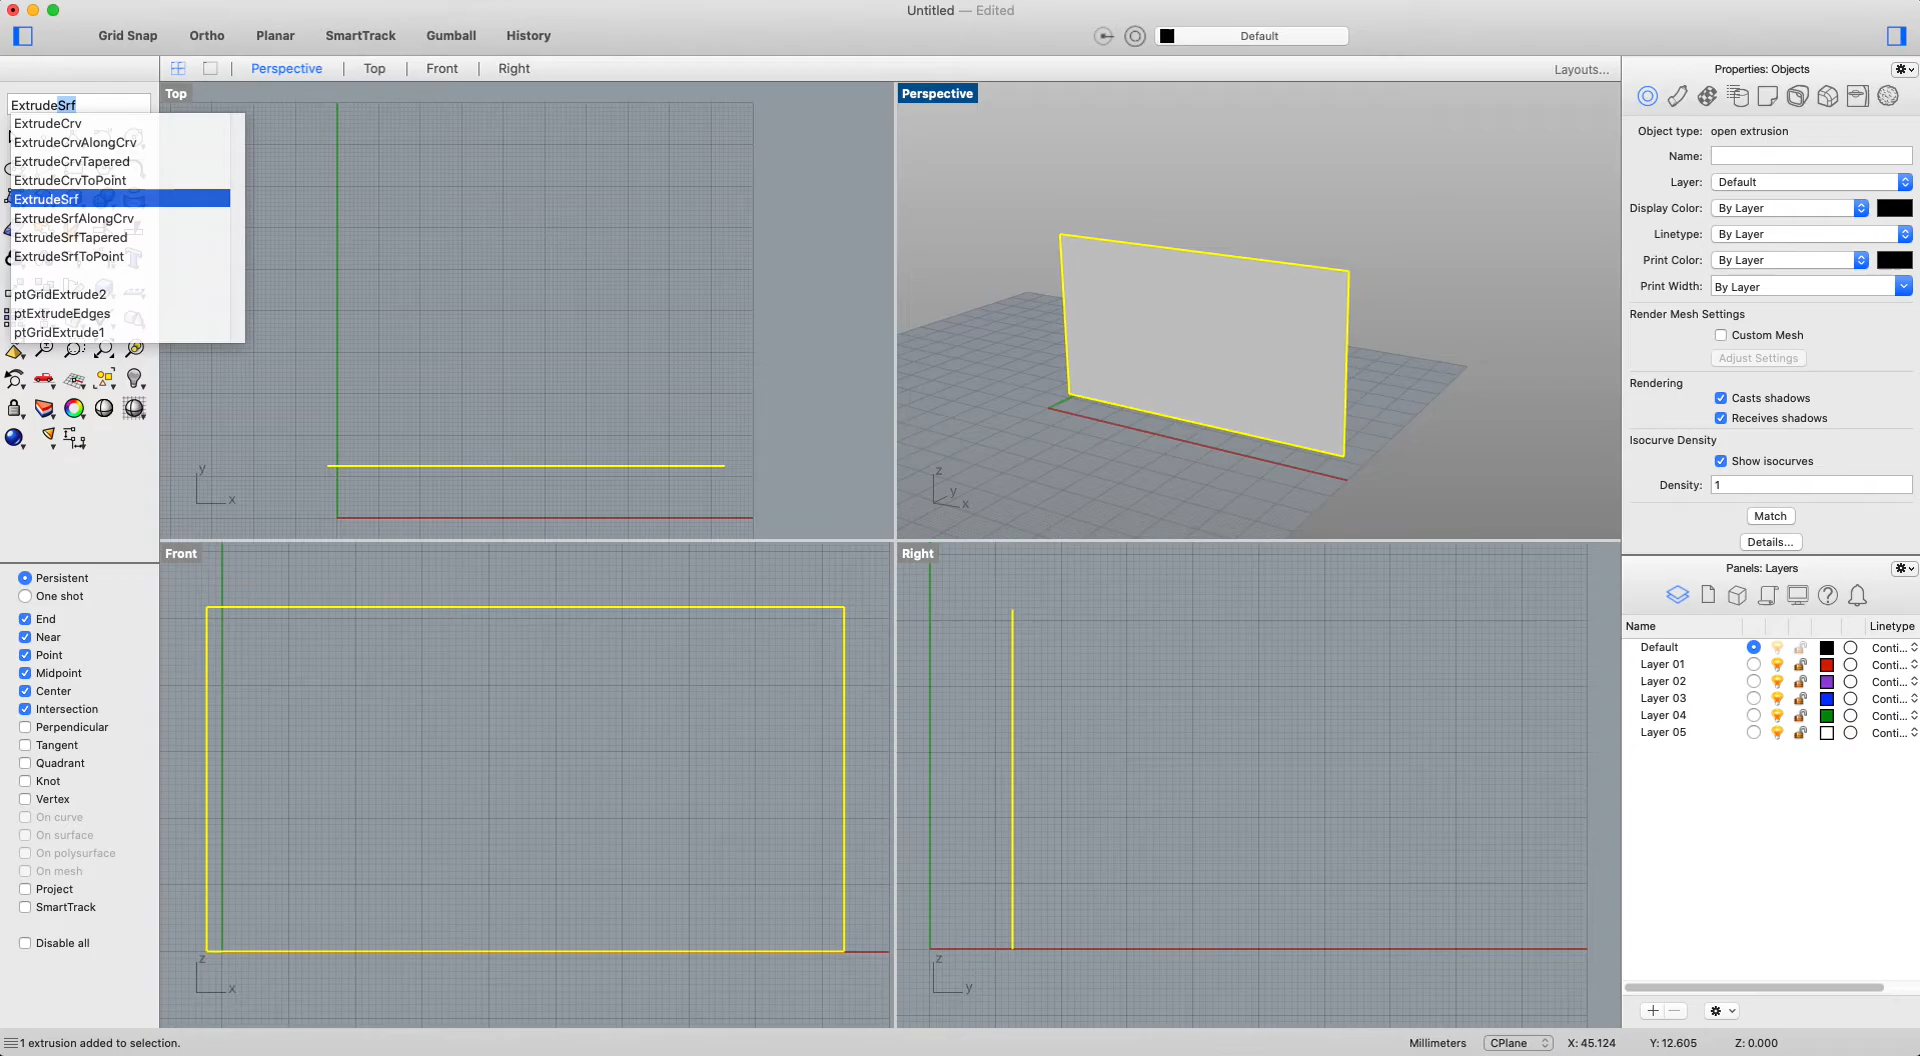 Untitled — Edited
Grid Snap Ortho Planar SmartTrack Gumball History Default
Perspective Top Front Right Layouts...
ExtrudeSrf
ExtrudeCrv
ExtrudeCrvAlongCrv
ExtrudeCrvTapered
ExtrudeCrvToPoint
ExtrudeSrf
ExtrudeSrfAlongCrv
ExtrudeSrfTapered
ExtrudeSrfToPoint
ptGridExtrude2
ptExtrudeEdges
ptGridExtrude1
Persistent
One shot
End
Near
Point
Midpoint
Center
Intersection
Perpendicular
Tangent
Quadrant
Knot
Vertex
On curve
On surface
On polysurface
On mesh
Project
SmartTrack
Disable all
Top
y
x
Perspective
z
y
x
Front
z
x
Right
z
y
Properties: Objects
Object type: open extrusion
Name:
Layer: Default
Display Color: By Layer
Linetype: By Layer
Print Color: By Layer
Print Width: By Layer
Render Mesh Settings
Custom Mesh
Adjust Settings
Rendering
Casts shadows
Receives shadows
Isocurve Density
Show isocurves
Density: 1
Match
Details...
Panels: Layers
Name Linetype
Default Conti...
Layer 01 Conti...
Layer 02 Conti...
Layer 03 Conti...
Layer 04 Conti...
Layer 05 Conti...
1 extrusion added to selection. Millimeters CPlane X: 45.124 Y: 12.605 Z: 0.000